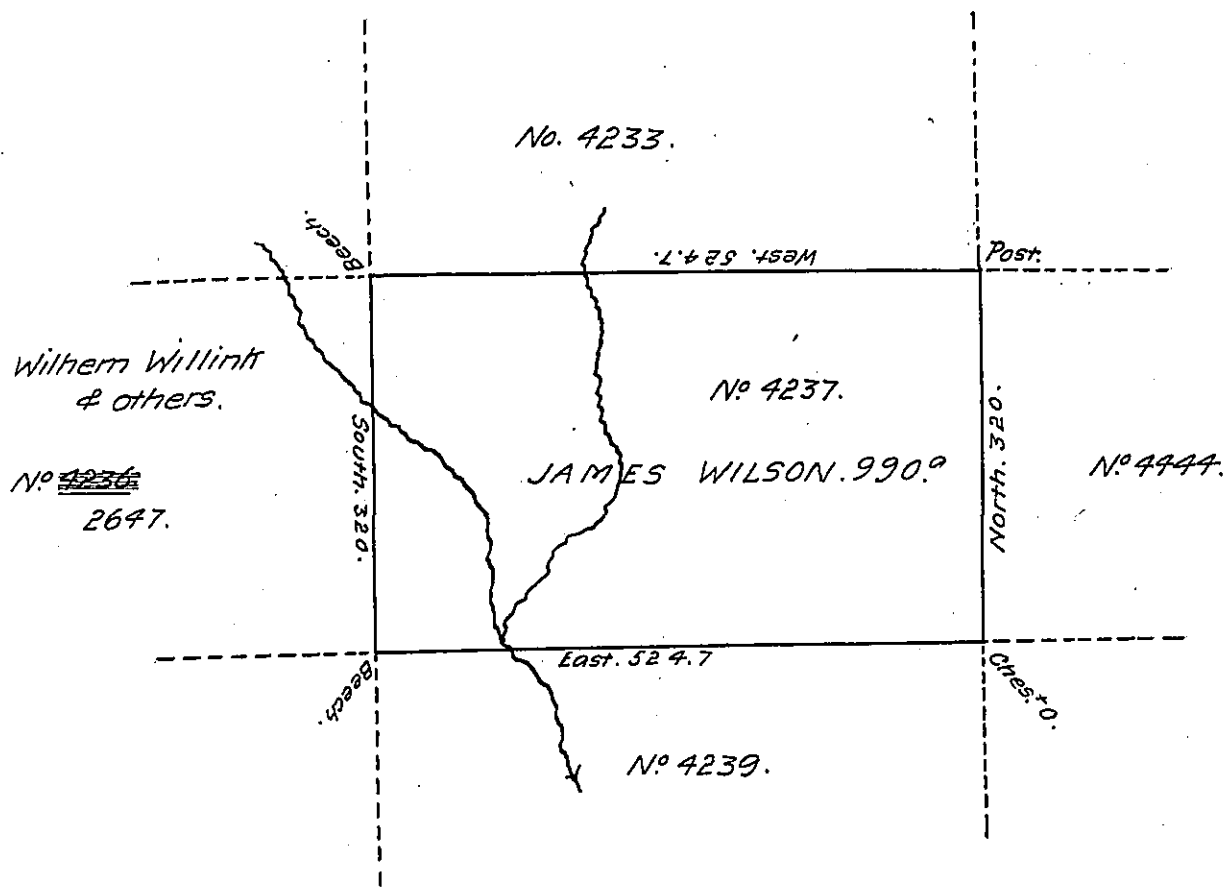 No. 4233.
Beech.
West. 524.7.
Post.
Wilhem Willink
& others.
Nº 4237.
South. 320.
JAMES WILSON. 990.ª
North. 320.
Nº 4444.
Nº 4236
2647.
East. 524.7
Beech.
Ches.ᵗ O.
Nº 4239.